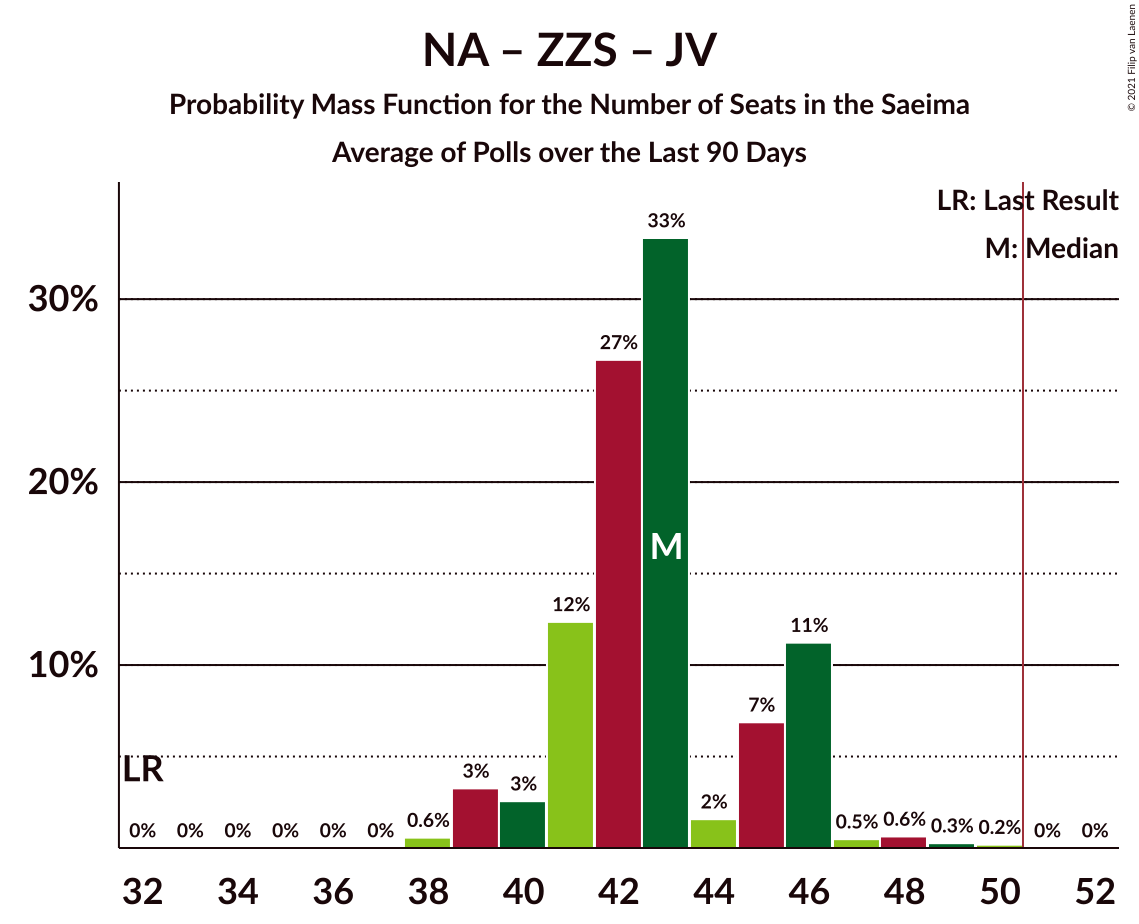 NA – ZZS – JV
Probability Mass Function for the Number of Seats in the Saeima
Average of Polls over the Last 90 Days
© 2021 Filip van Laenen
LR: Last Result
M: Median
33%
30%
27%
20%
M
12%
11%
10%
7%
LR
3%
3%
2%
0% 0% 0% 0% 0% 0% 0.6% 0.5% 0.6% 0.3% 0.2% 0% 0%
32 34 36 38 40 42 44 46 48 50 52